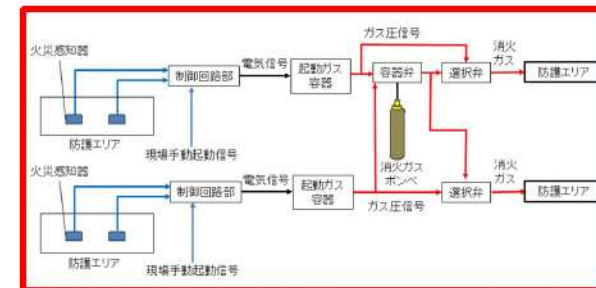 火災感知器
防護エリア
制御回路部
現場手動起動信号
電気信号
起動ガス
容器
ガス圧信号
容器弁
消火ガス
ボンベ
選択弁
消火
ガス
防護エリア
火災感知器
防護エリア
制御回路部
現場手動起動信号
電気信号
起動ガス
容器
ガス圧信号
選択弁
消火
ガス
防護エリア